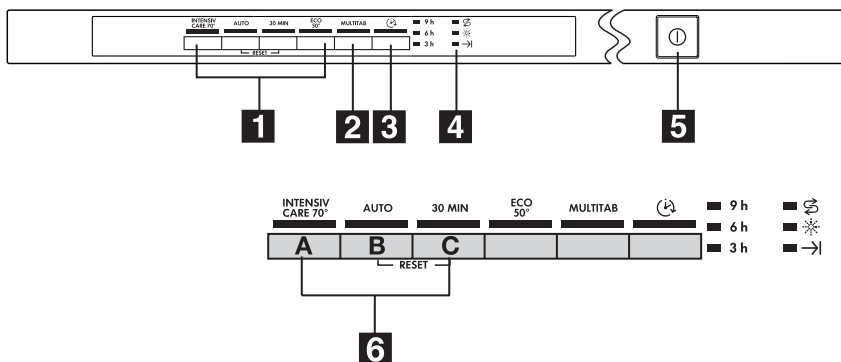 INTENSIV CARE 70° AUTO 30 MIN ECO 50° MULTITAB 9 h
6 h
RESET 3 h
1 2 3 4 5
INTENSIV CARE 70° AUTO 30 MIN ECO 50° MULTITAB 9 h
6 h
A B C 3 h
RESET
6